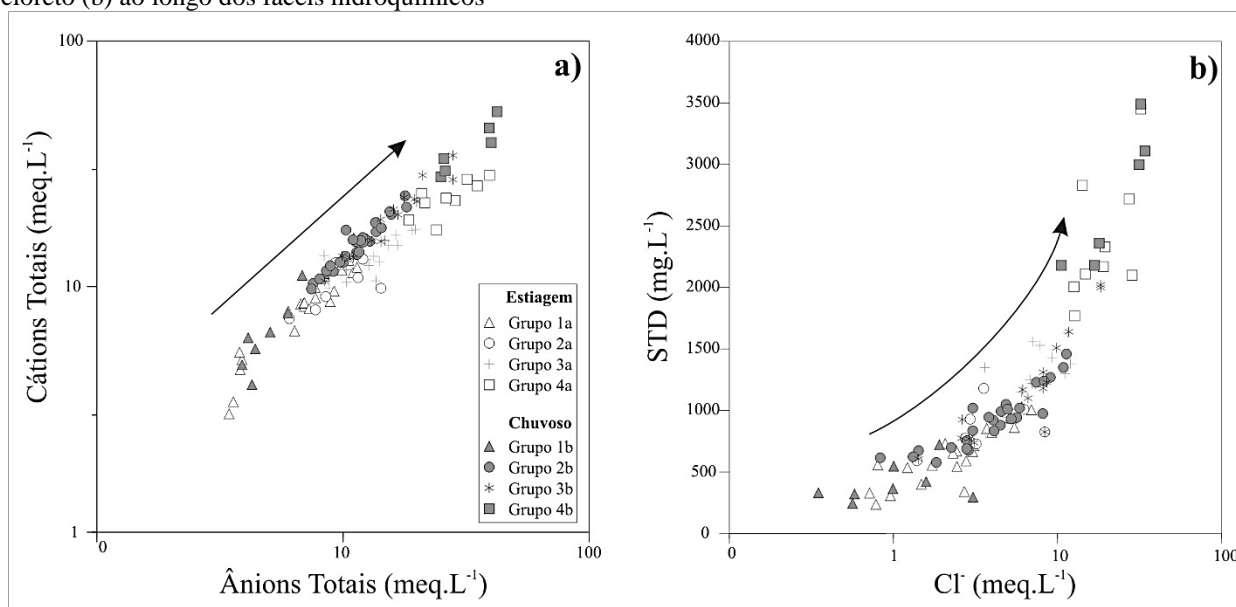 cloreto (b) ao longo dos fáceis hidroquímicos
a)
100
10
1
Cátions Totais (meq.L-1)
0
10
100
Ânions Totais (meq.L-1)
Estiagem
Grupo 1a
Grupo 2a
Grupo 3a
Grupo 4a
Chuvoso
Grupo 1b
Grupo 2b
Grupo 3b
Grupo 4b
b)
4000
3500
3000
2500
2000
1500
1000
500
0
STD (mg.L-1)
0
1
10
100
Cl- (meq.L-1)